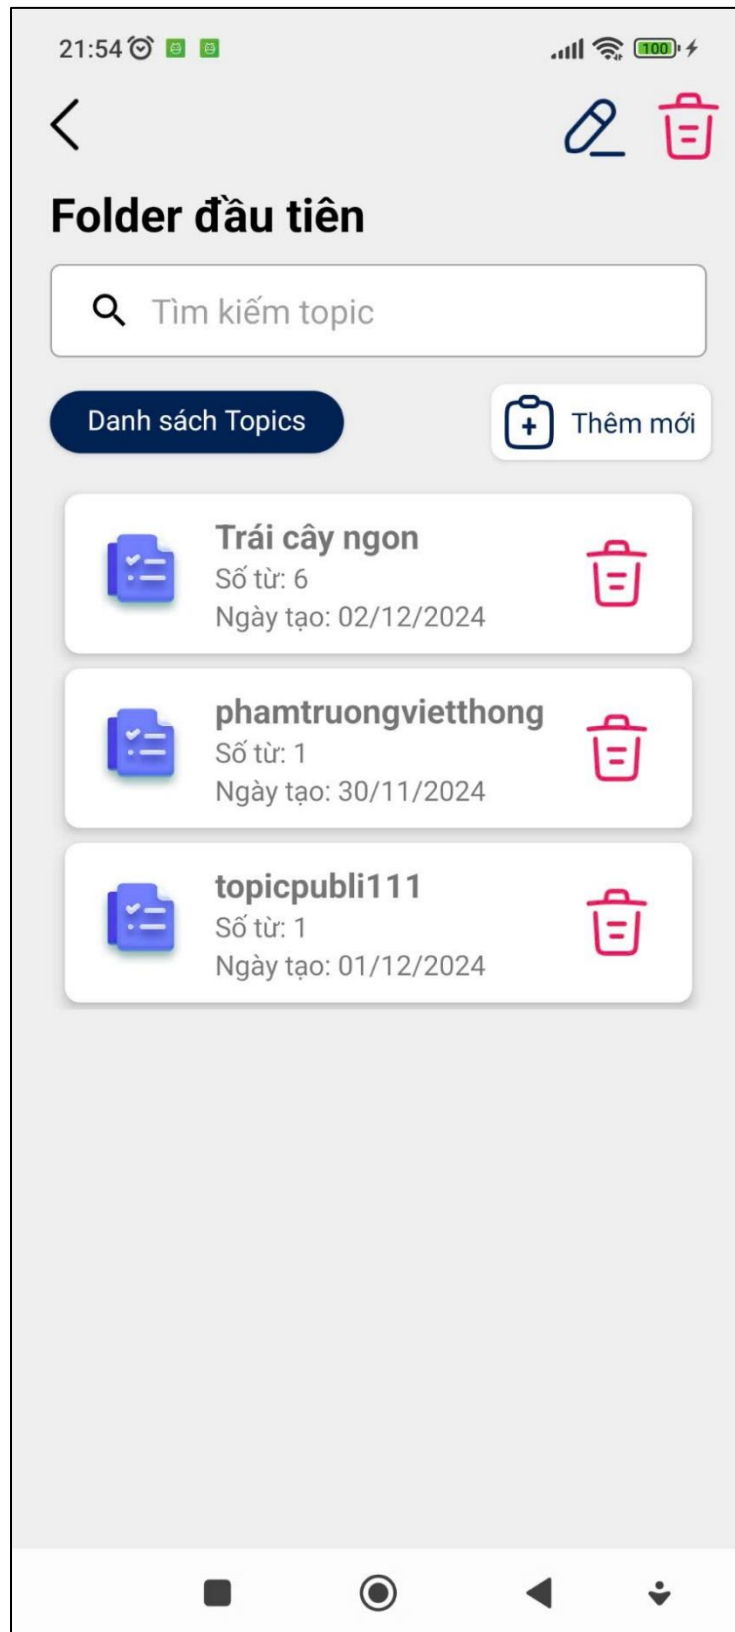 21:54
100
Folder đầu tiên
Tìm kiếm topic
Danh sách Topics
Thêm mới
Trái cây ngon
Số từ: 6
Ngày tạo: 02/12/2024
phamtruongvietthong
Số từ: 1
Ngày tạo: 30/11/2024
topicpubli111
Số từ: 1
Ngày tạo: 01/12/2024